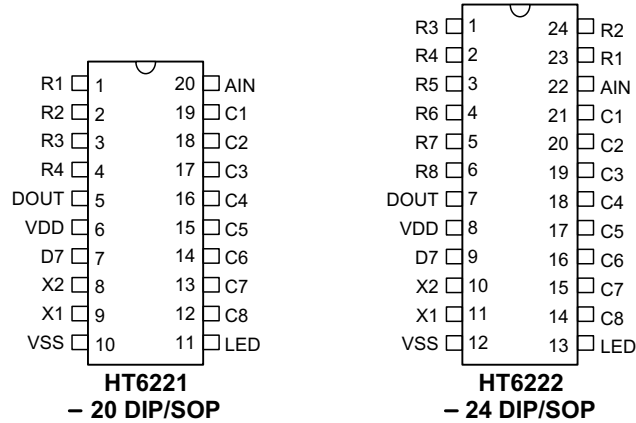 R1 1 20 AIN
R2 2 19 C1
R3 3 18 C2
R4 4 17 C3
DOUT 5 16 C4
VDD 6 15 C5
D7 7 14 C6
X2 8 13 C7
X1 9 12 C8
VSS 10 11 LED
HT6221
– 20 DIP/SOP
R3 1 24 R2
R4 2 23 R1
R5 3 22 AIN
R6 4 21 C1
R7 5 20 C2
R8 6 19 C3
DOUT 7 18 C4
VDD 8 17 C5
D7 9 16 C6
X2 10 15 C7
X1 11 14 C8
VSS 12 13 LED
HT6222
– 24 DIP/SOP